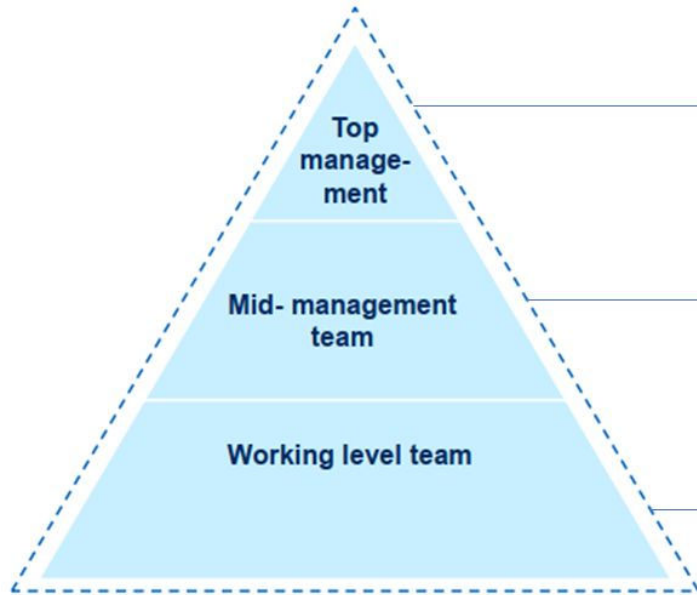 Top
manage-
ment
Mid- management
team
Working level team